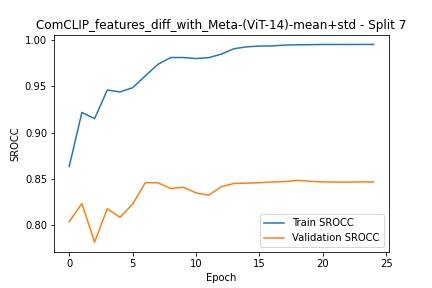 ComCLIP_features_diff_with_Meta-(ViT-14)-mean+std - Split 7
1.00
0.95
0.90
0.85
0.80
SROCC
Train SROCC
Validation SROCC
0 5 10 15 20 25
Epoch